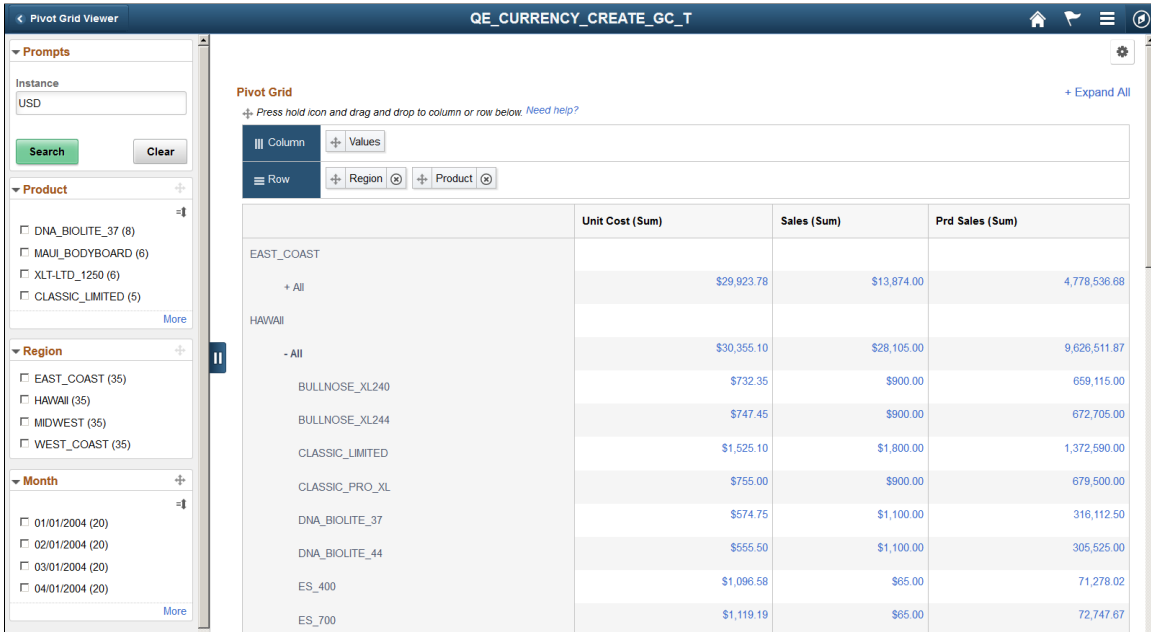 Pivot Grid Viewer
QE_CURRENCY_CREATE_GC_T
Prompts
Instance
USD
Search Clear
Product
DNA_BIOLITE_37 (8)
MAUI_BODYBOARD (6)
XLT-LTD_1250 (6)
CLASSIC_LIMITED (5)
More
Region
EAST_COAST (35)
HAWAII (35)
MIDWEST (35)
WEST_COAST (35)
Month
01/01/2004 (20)
02/01/2004 (20)
03/01/2004 (20)
04/01/2004 (20)
More
Pivot Grid + Expand All
Press hold icon and drag and drop to column or row below. Need help?
Column Values
Row Region Product
Unit Cost (Sum) Sales (Sum) Prd Sales (Sum)
EAST_COAST
+ All $29,923.78 $13,874.00 4,778,536.68
HAWAII
- All $30,355.10 $28,105.00 9,626,511.87
BULLNOSE_XL240 $732.35 $900.00 659,115.00
BULLNOSE_XL244 $747.45 $900.00 672,705.00
CLASSIC_LIMITED $1,525.10 $1,800.00 1,372,590.00
CLASSIC_PRO_XL $755.00 $900.00 679,500.00
DNA_BIOLITE_37 $574.75 $1,100.00 316,112.50
DNA_BIOLITE_44 $555.50 $1,100.00 305,525.00
ES_400 $1,096.58 $65.00 71,278.02
ES_700 $1,119.19 $65.00 72,747.67